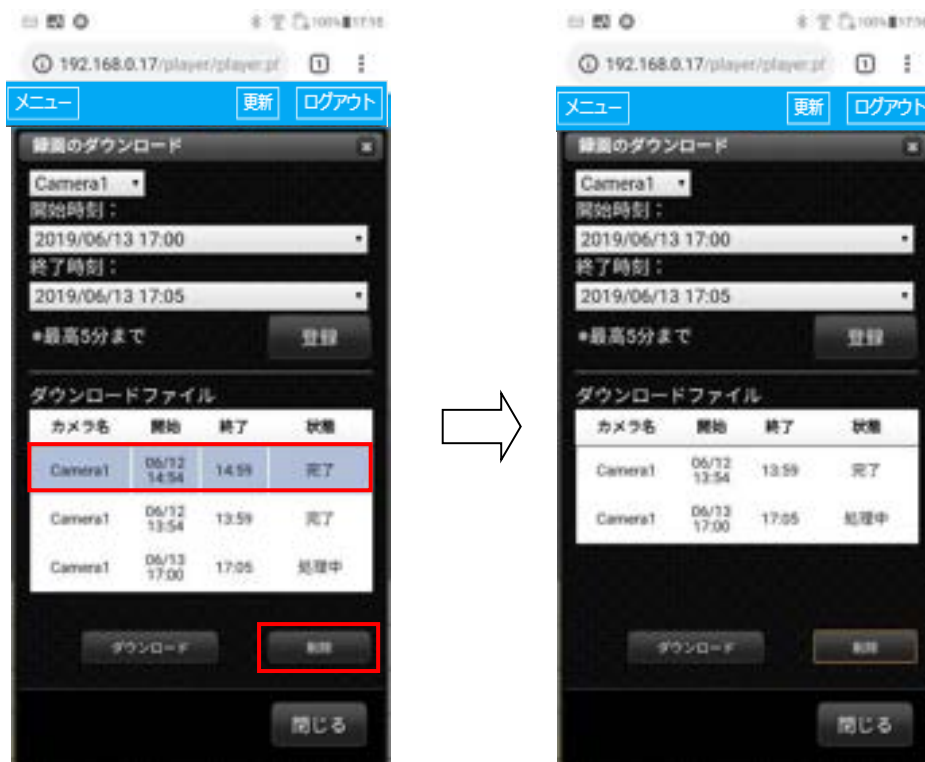 100% 17:56
192.168.0.17/player/player.pl
1
メニュー 更新 ログアウト
録画のダウンロード
Camera1
開始時刻：
2019/06/13 17:00
終了時刻：
2019/06/13 17:05
*最高5分まで 登録
ダウンロードファイル
カメラ名 開始 終了 状態
Camera1 06/12 14:54 14:59 完了
Camera1 06/12 13:54 13:59 完了
Camera1 06/13 17:00 17:05 処理中
ダウンロード 削除
閉じる
100% 17:56
192.168.0.17/player/player.pl
1
メニュー 更新 ログアウト
録画のダウンロード
Camera1
開始時刻：
2019/06/13 17:00
終了時刻：
2019/06/13 17:05
*最高5分まで 登録
ダウンロードファイル
カメラ名 開始 終了 状態
Camera1 06/12 13:54 13:59 完了
Camera1 06/13 17:00 17:05 処理中
ダウンロード 削除
閉じる